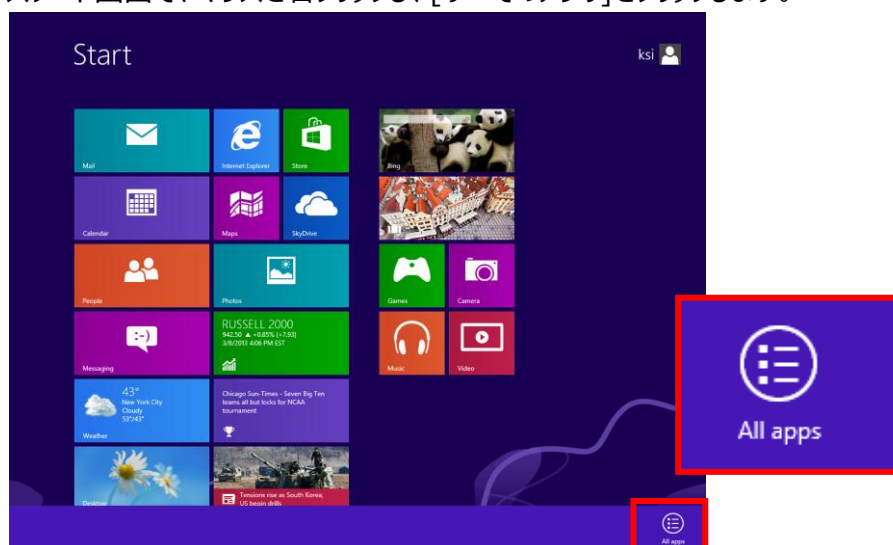 Start
ksi
Mail
Internet Explorer
Store
Bing
Calendar
Maps
SkyDrive
People
Photos
Games
Camera
Messaging
RUSSELL 2000
942.50 ▲ +0.85% (+7.93)
3/8/2013 4:06 PM EST
Music
Video
43°
New York City
Cloudy
53°/43°
Weather
Chicago Sun-Times - Seven Big Ten
teams all but locks for NCAA
tournament
Desktop
Tensions rise as South Korea,
US begin drills
All apps
All apps